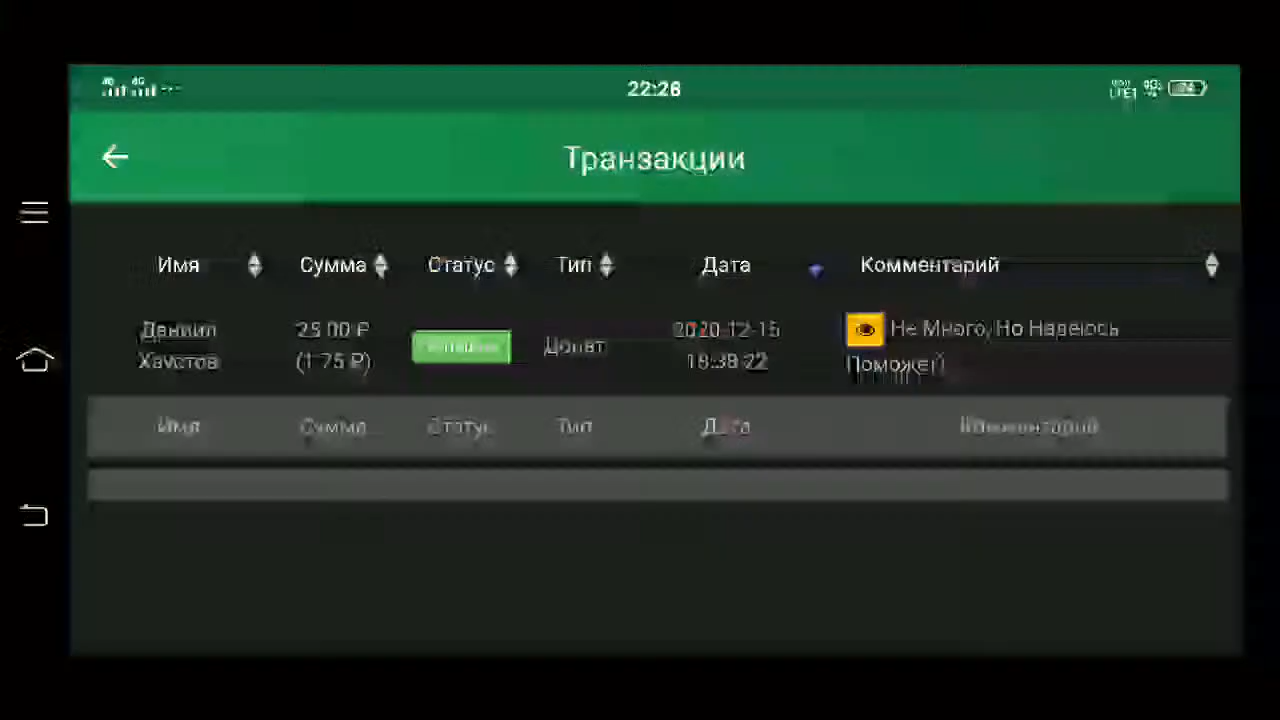 22:26
Транзакции
Имя Сумма Статус Тип Дата Комментарий
Даниил 25.00 ₽ 2020-12-15 Не Много, Но Надеюсь
Донат
Хаустов (1.75 ₽) 18:38:22 Поможет)
Имя Сумма Статус Тип Дата Комментарий